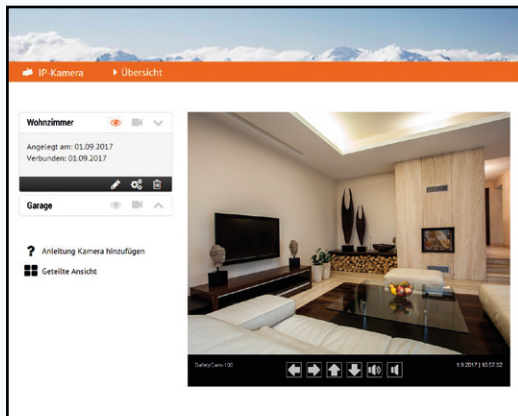 IP-Kamera Übersicht
Wohnzimmer
Angelegt am: 01.09.2017
Verbunden: 01.09.2017
Garage
? Anleitung Kamera hinzufügen
Geteilte Ansicht
SafetyCam-100
1.9.2017 | 10:57:52